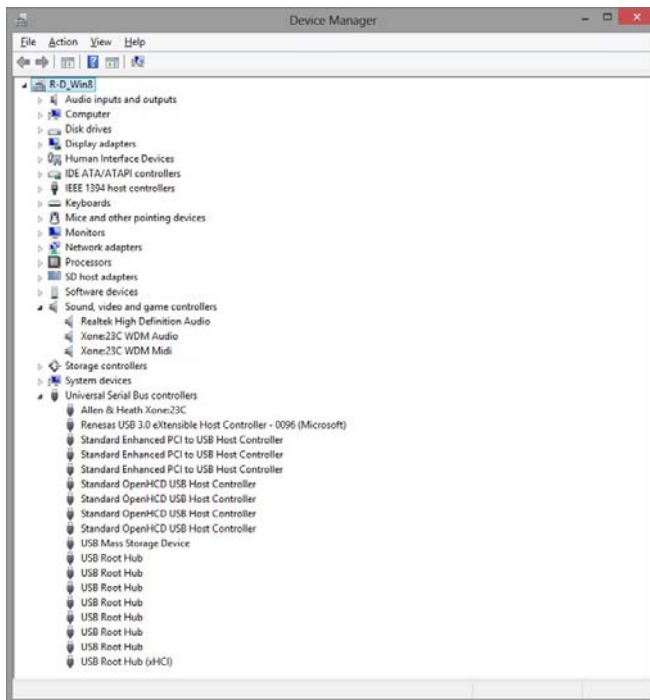 Device Manager
File Action View Help
R-D_Win8
Audio inputs and outputs
Computer
Disk drives
Display adapters
Human Interface Devices
IDE ATA/ATAPI controllers
IEEE 1394 host controllers
Keyboards
Mice and other pointing devices
Monitors
Network adapters
Processors
SD host adapters
Software devices
Sound, video and game controllers
Realtek High Definition Audio
Xone:23C WDM Audio
Xone:23C WDM Midi
Storage controllers
System devices
Universal Serial Bus controllers
Allen & Heath Xone:23C
Renesas USB 3.0 eXtensible Host Controller - 0096 (Microsoft)
Standard Enhanced PCI to USB Host Controller
Standard Enhanced PCI to USB Host Controller
Standard Enhanced PCI to USB Host Controller
Standard OpenHCD USB Host Controller
Standard OpenHCD USB Host Controller
Standard OpenHCD USB Host Controller
Standard OpenHCD USB Host Controller
USB Mass Storage Device
USB Root Hub
USB Root Hub
USB Root Hub
USB Root Hub
USB Root Hub
USB Root Hub
USB Root Hub
USB Root Hub (xHCI)